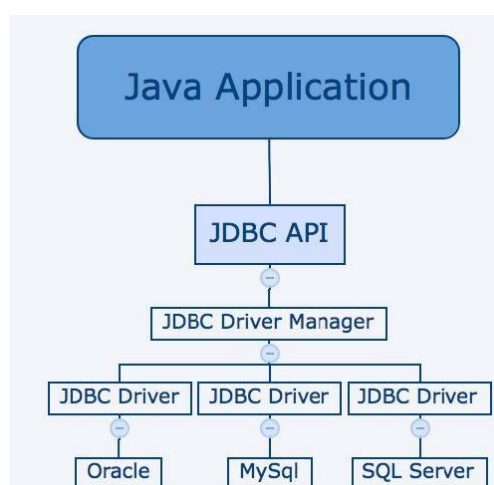 Java Application
JDBC API
JDBC Driver Manager
JDBC Driver JDBC Driver JDBC Driver
Oracle MySql SQL Server